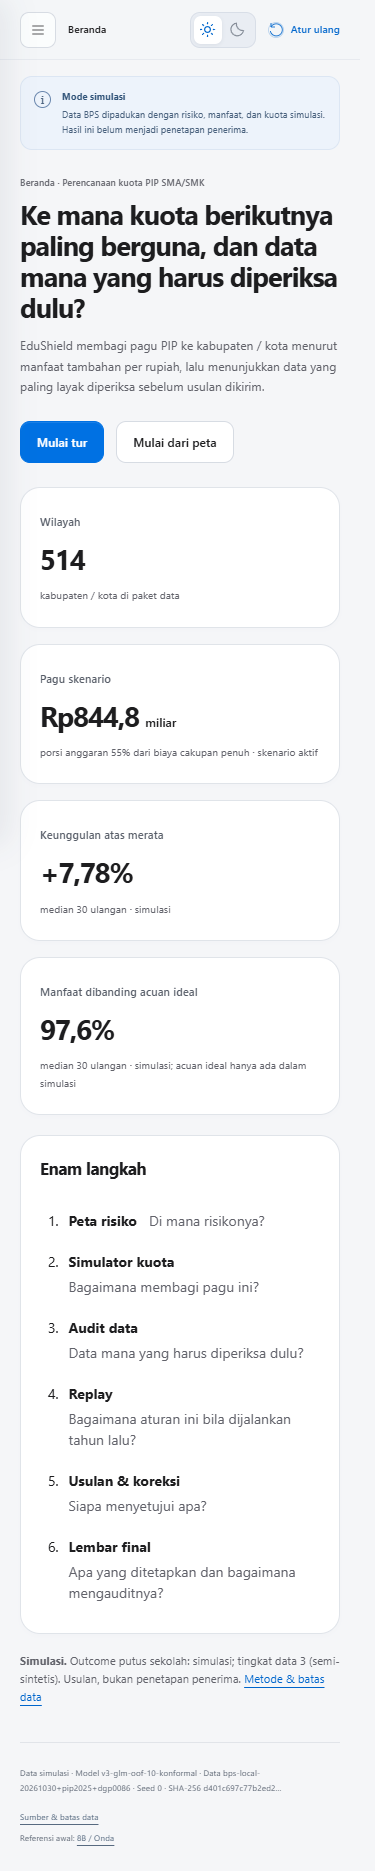 Beranda
Atur ulang
Mode simulasi
Data BPS dipadukan dengan risiko, manfaat, dan kuota simulasi.
Hasil ini belum menjadi penetapan penerima.
Beranda · Perencanaan kuota PIP SMA/SMK
Ke mana kuota berikutnya
paling berguna, dan data
mana yang harus diperiksa
dulu?
EduShield membagi pagu PIP ke kabupaten / kota menurut
manfaat tambahan per rupiah, lalu menunjukkan data yang
paling layak diperiksa sebelum usulan dikirim.
Mulai tur
Mulai dari peta
Wilayah
514
kabupaten / kota di paket data
Pagu skenario
Rp844,8 miliar
porsi anggaran 55% dari biaya cakupan penuh · skenario aktif
Keunggulan atas merata
+7,78%
median 30 ulangan · simulasi
Manfaat dibanding acuan ideal
97,6%
median 30 ulangan · simulasi; acuan ideal hanya ada dalam
simulasi
Enam langkah
1. Peta risiko Di mana risikonya?
2. Simulator kuota
Bagaimana membagi pagu ini?
3. Audit data
Data mana yang harus diperiksa dulu?
4. Replay
Bagaimana aturan ini bila dijalankan
tahun lalu?
5. Usulan & koreksi
Siapa menyetujui apa?
6. Lembar final
Apa yang ditetapkan dan bagaimana
mengauditnya?
Simulasi. Outcome putus sekolah: simulasi; tingkat data 3 (semi-
sintetis). Usulan, bukan penetapan penerima. Metode & batas
data
Data simulasi · Model v3-glm-oof-10-konformal · Data bps-local-
20261030+pip2025+dgp0086 · Seed 0 · SHA-256 d401c697c77b2ed2…
Sumber & batas data
Referensi awal: 8B / Onda